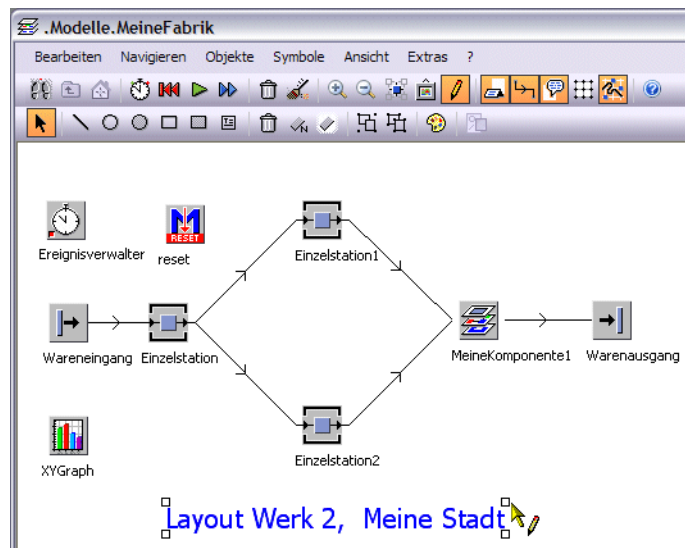 .Modelle.MeineFabrik
Bearbeiten Navigieren Objekte Symbole Ansicht Extras ?
Ereignisverwalter
RESET
reset
Einzelstation1
Wareneingang
Einzelstation
MeineKomponente1
Warenausgang
XYGraph
Einzelstation2
Layout Werk 2, Meine Stadt